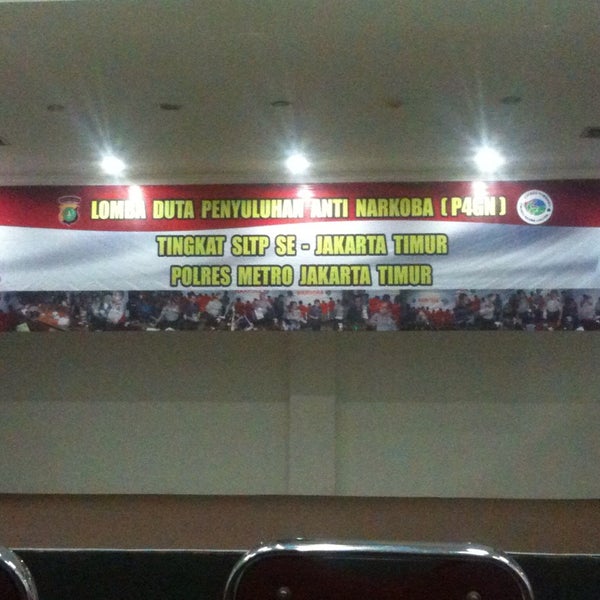 LOMBA DUTA PENYULUHAN ANTI NARKOBA ( P4GN )
TINGKAT SLTP SE - JAKARTA TIMUR
POLRES METRO JAKARTA TIMUR